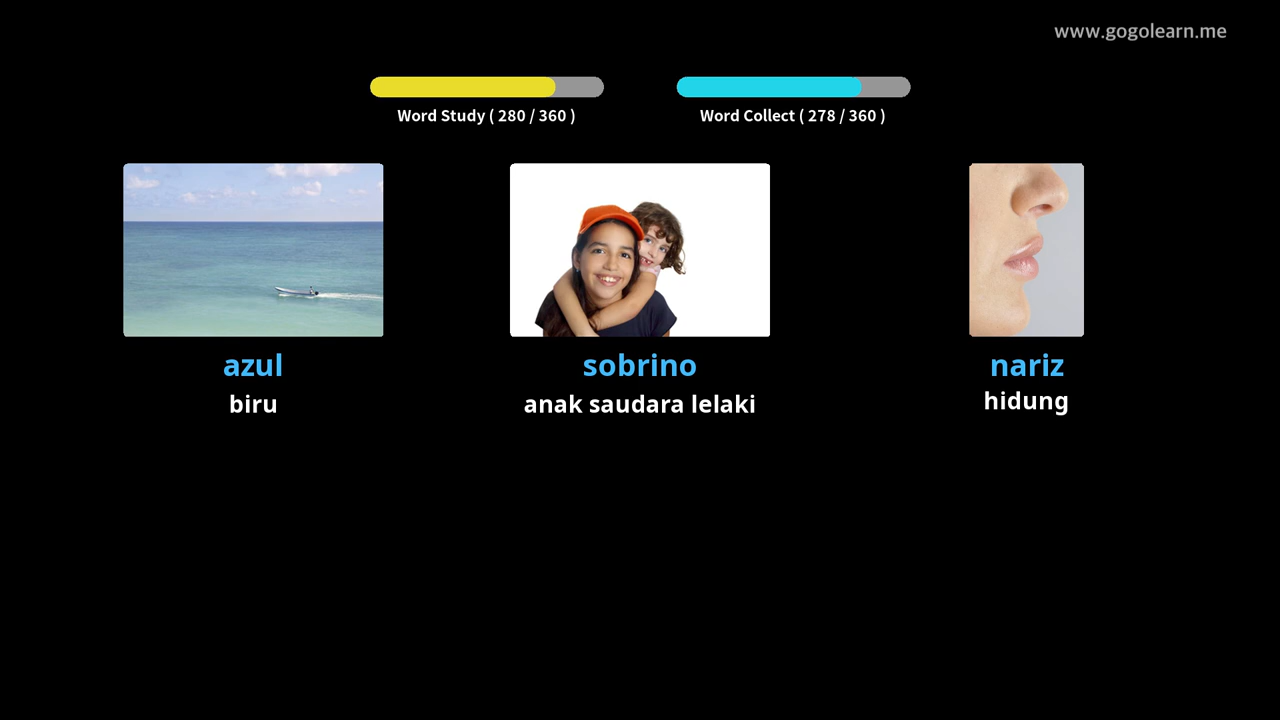 www.gogolearn.me
Word Study ( 280 / 360 )
Word Collect ( 278 / 360 )
azul
biru
sobrino
anak saudara lelaki
nariz
hidung